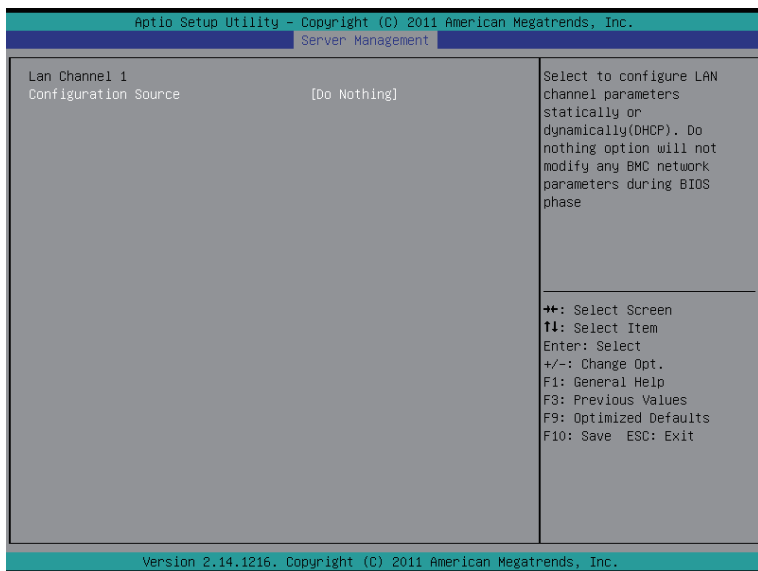 Aptio Setup Utility – Copyright (C) 2011 American Megatrends, Inc.
Server Management
Lan Channel 1
Configuration Source [Do Nothing]
Select to configure LAN
channel parameters
statically or
dynamically(DHCP). Do
nothing option will not
modify any BMC network
parameters during BIOS
phase
→←: Select Screen
↑↓: Select Item
Enter: Select
+/-: Change Opt.
F1: General Help
F3: Previous Values
F9: Optimized Defaults
F10: Save ESC: Exit
Version 2.14.1216. Copyright (C) 2011 American Megatrends, Inc.